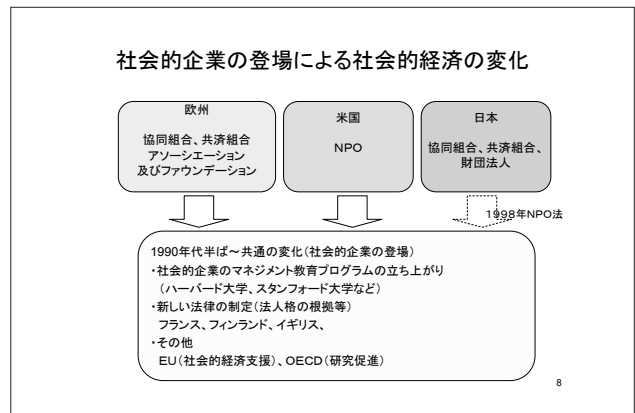 社会的企業の登場による社会的経済の変化
欧州
協同組合、共済組合
アソーシエーション
及びファウンデーション
米国
NPO
日本
協同組合、共済組合、
財団法人
1998年NPO法
1990年代半ば～共通の変化(社会的企業の登場)
・社会的企業のマネジメント教育プログラムの立ち上がり
(ハーバード大学、スタンフォード大学など)
・新しい法律の制定(法人格の根拠等)
フランス、フィンランド、イギリス、
・その他
EU(社会的経済支援)、OECD(研究促進)
8